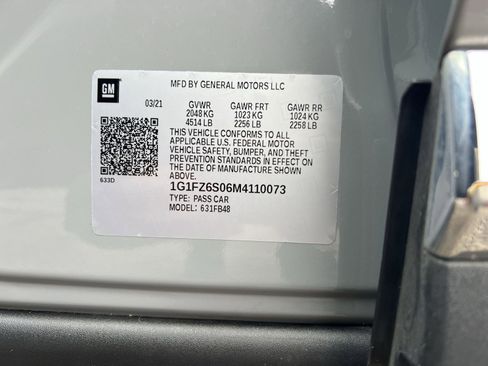 GM
MFD BY GENERAL MOTORS LLC
03/21 GVWR GAWR FRT GAWR RR
2048 KG 1023 KG 1024 KG
4514 LB 2256 LB 2258 LB
THIS VEHICLE CONFORMS TO ALL
APPLICABLE U.S. FEDERAL MOTOR
VEHICLE SAFETY, BUMPER, AND THEFT
PREVENTION STANDARDS IN EFFECT ON
THE DATE OF MANUFACTURE SHOWN
ABOVE.
633D
1G1FZ6S06M4110073
TYPE: PASS CAR
MODEL: 631FB48